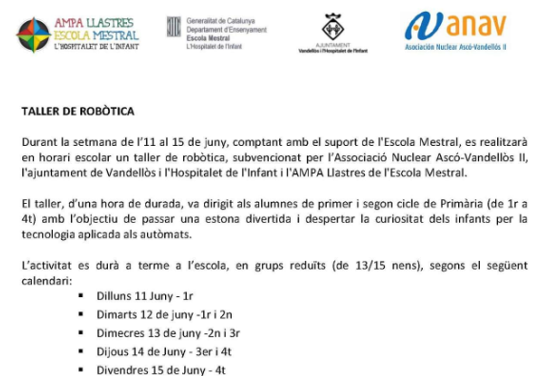 AMPA LLASTRES
ESCOLA MESTRAL
L'HOSPITALET DE L'INFANT
Generalitat de Catalunya
Departament d'Ensenyament
Escola Mestral
L'Hospitalet de l'Infant
AJUNTAMENT
Vandellòs i l'Hospitalet de l'Infant
anav
Asociación Nuclear Ascó-Vandellòs II
TALLER DE ROBÒTICA
Durant la setmana de l'11 al 15 de juny, comptant amb el suport de l'Escola Mestral, es realitzarà
en horari escolar un taller de robòtica, subvencionat per l'Associació Nuclear Ascó-Vandellòs II,
l'ajuntament de Vandellòs i l'Hospitalet de l'Infant i l'AMPA Llastres de l'Escola Mestral.
El taller, d'una hora de durada, va dirigit als alumnes de primer i segon cicle de Primària (de 1r a
4t) amb l'objectiu de passar una estona divertida i despertar la curiositat dels infants per la
tecnologia aplicada als autòmats.
L'activitat es durà a terme a l'escola, en grups reduïts (de 13/15 nens), segons el següent
calendari:
▪ Dilluns 11 Juny - 1r
▪ Dimarts 12 de juny -1r i 2n
▪ Dimecres 13 de juny -2n i 3r
▪ Dijous 14 de Juny - 3er i 4t
▪ Divendres 15 de Juny - 4t